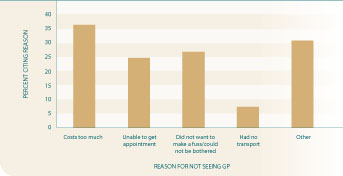 PERCENT CITING REASON
40
35
30
25
20
15
10
5
0
Costs too much
Unable to get
appointment
Did not want to
make a fuss/could
not be bothered
Had no
transport
Other
REASON FOR NOT SEEING GP